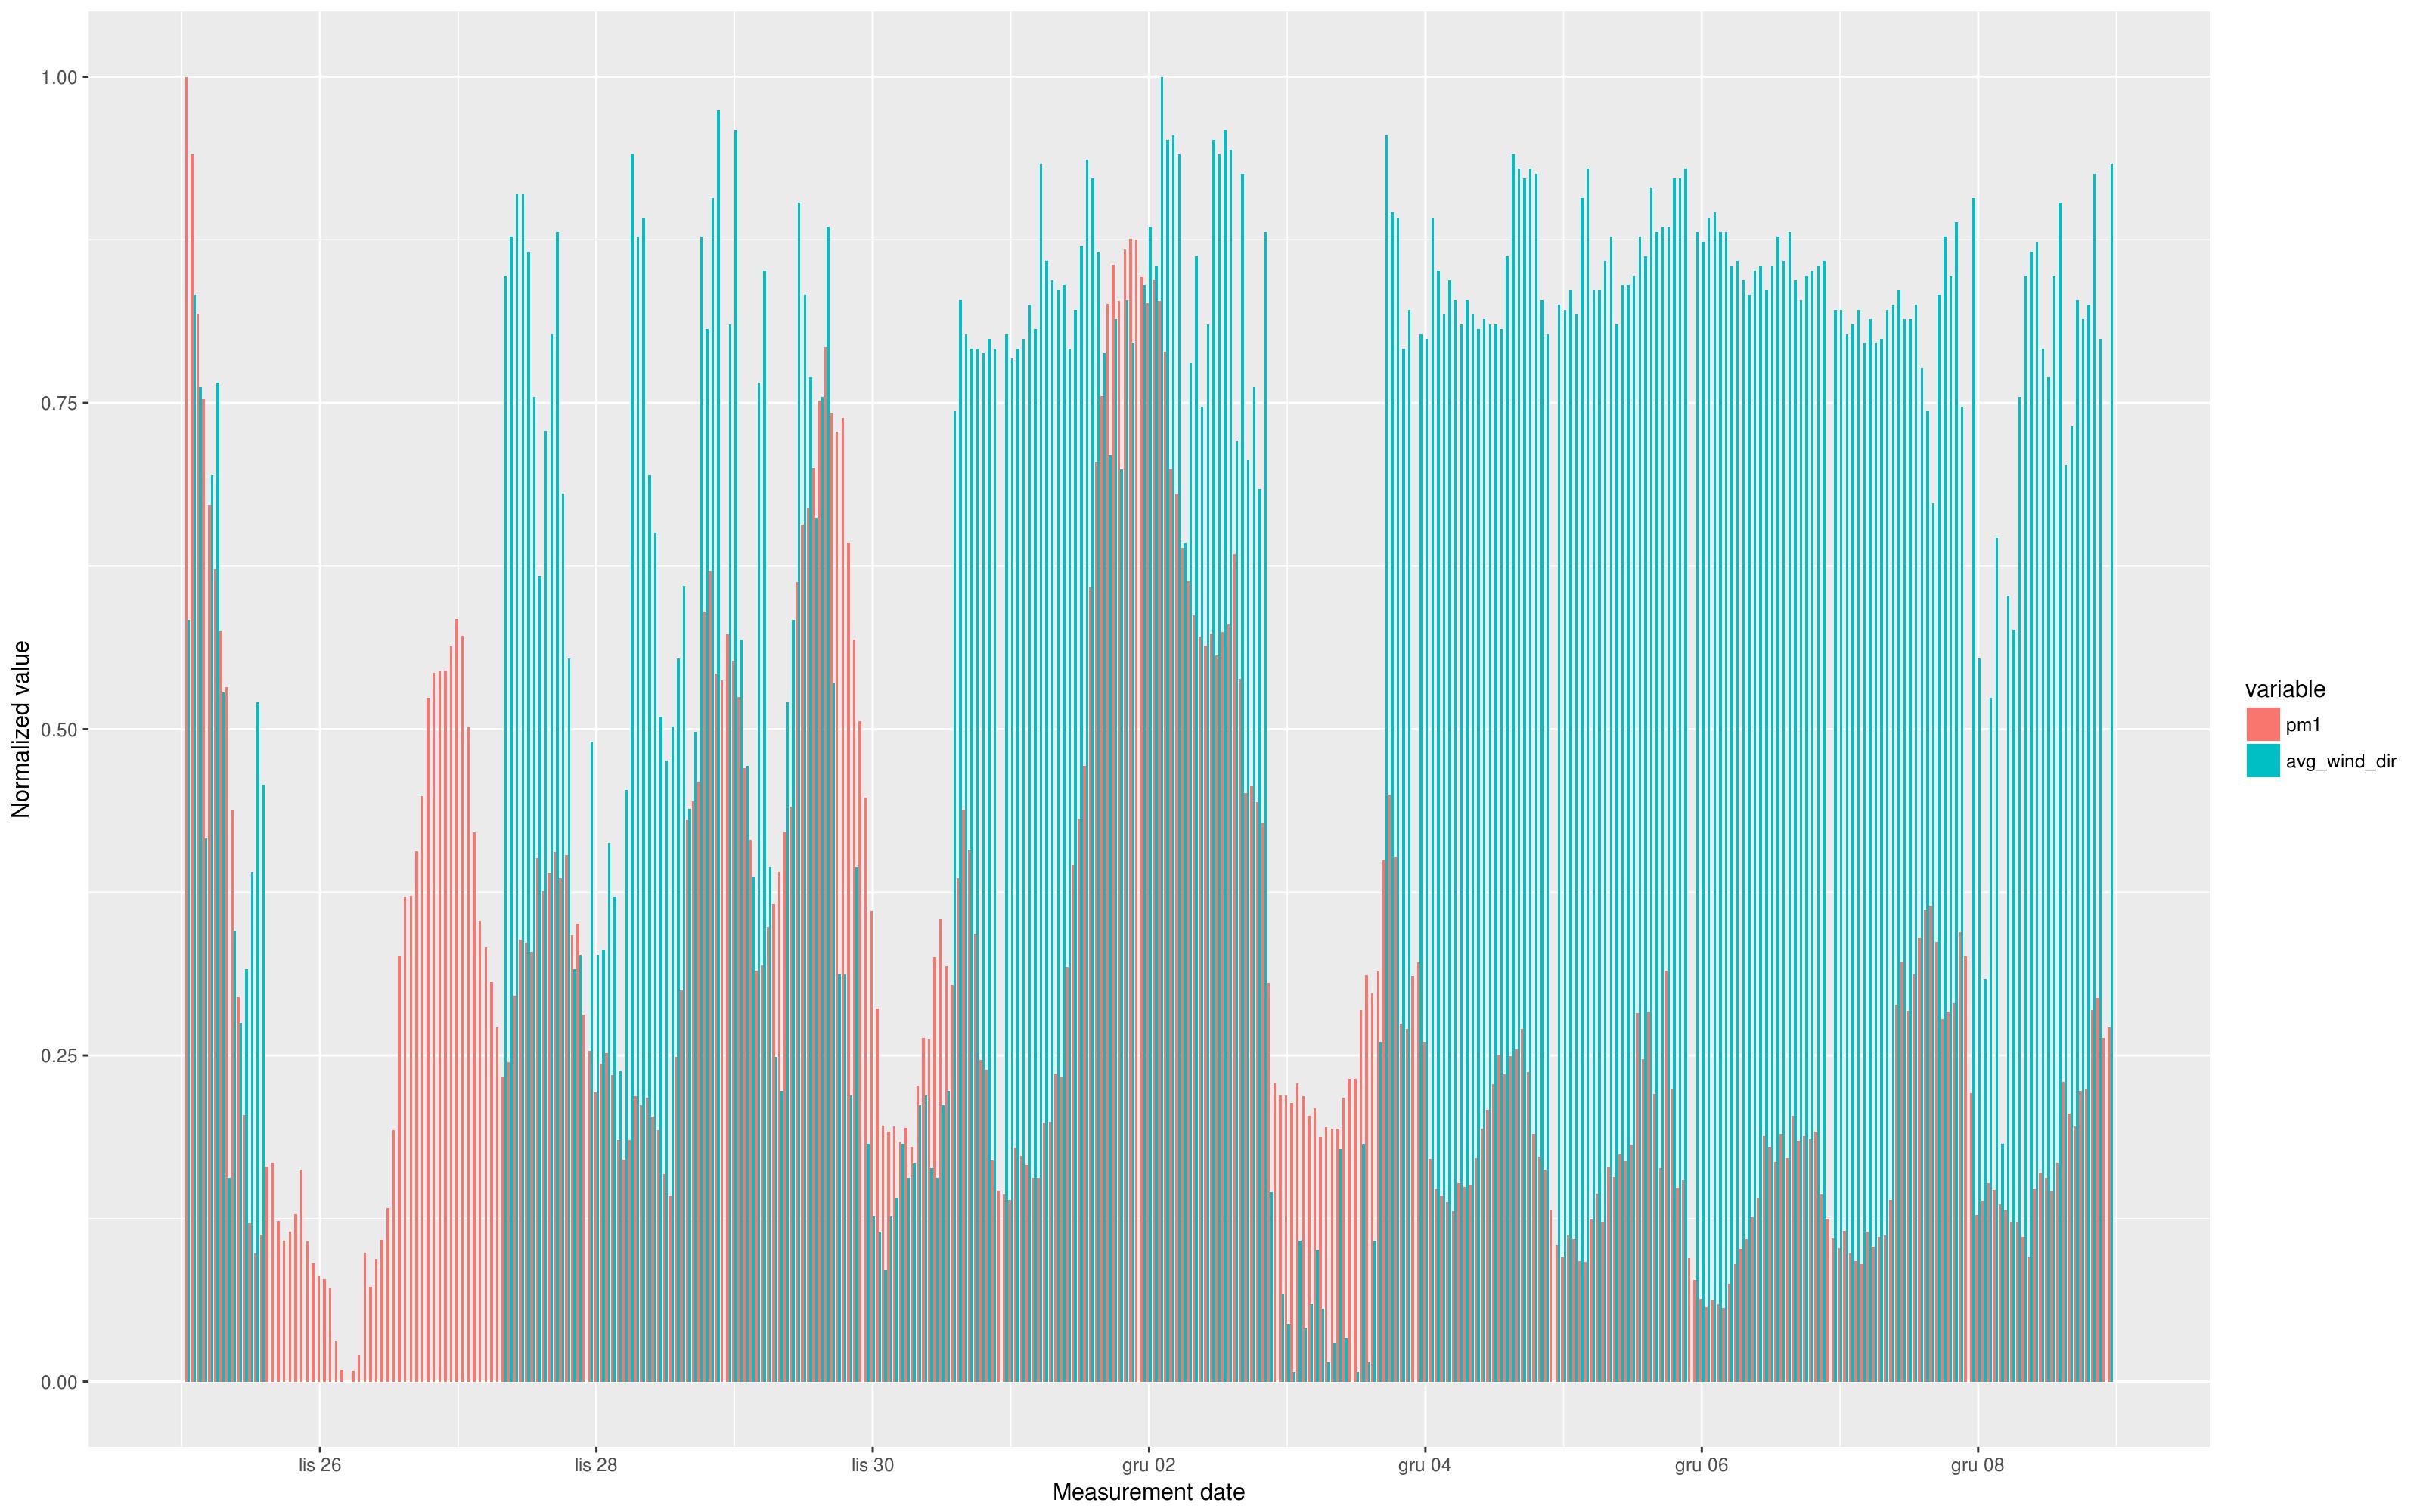 1.00
0.75
0.50
0.25
0.00
Normalized value
lis 26
lis 28
lis 30
gru 02
gru 04
gru 06
gru 08
Measurement date
variable
pm1
avg_wind_dir